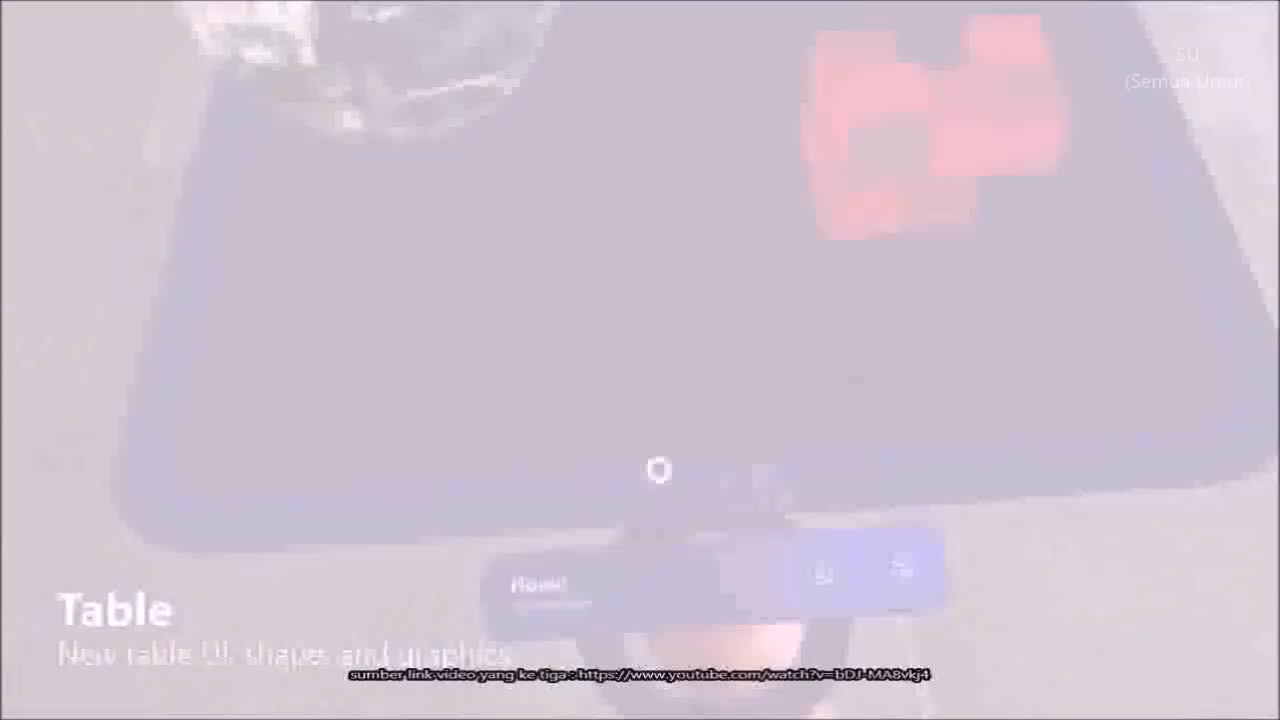 SU
(Semua Umur)
Home!
Table
New table UI, shapes and graphics
sumber link video yang ke tiga : https://www.youtube.com/watch?v=bDJ-MA8vkj4